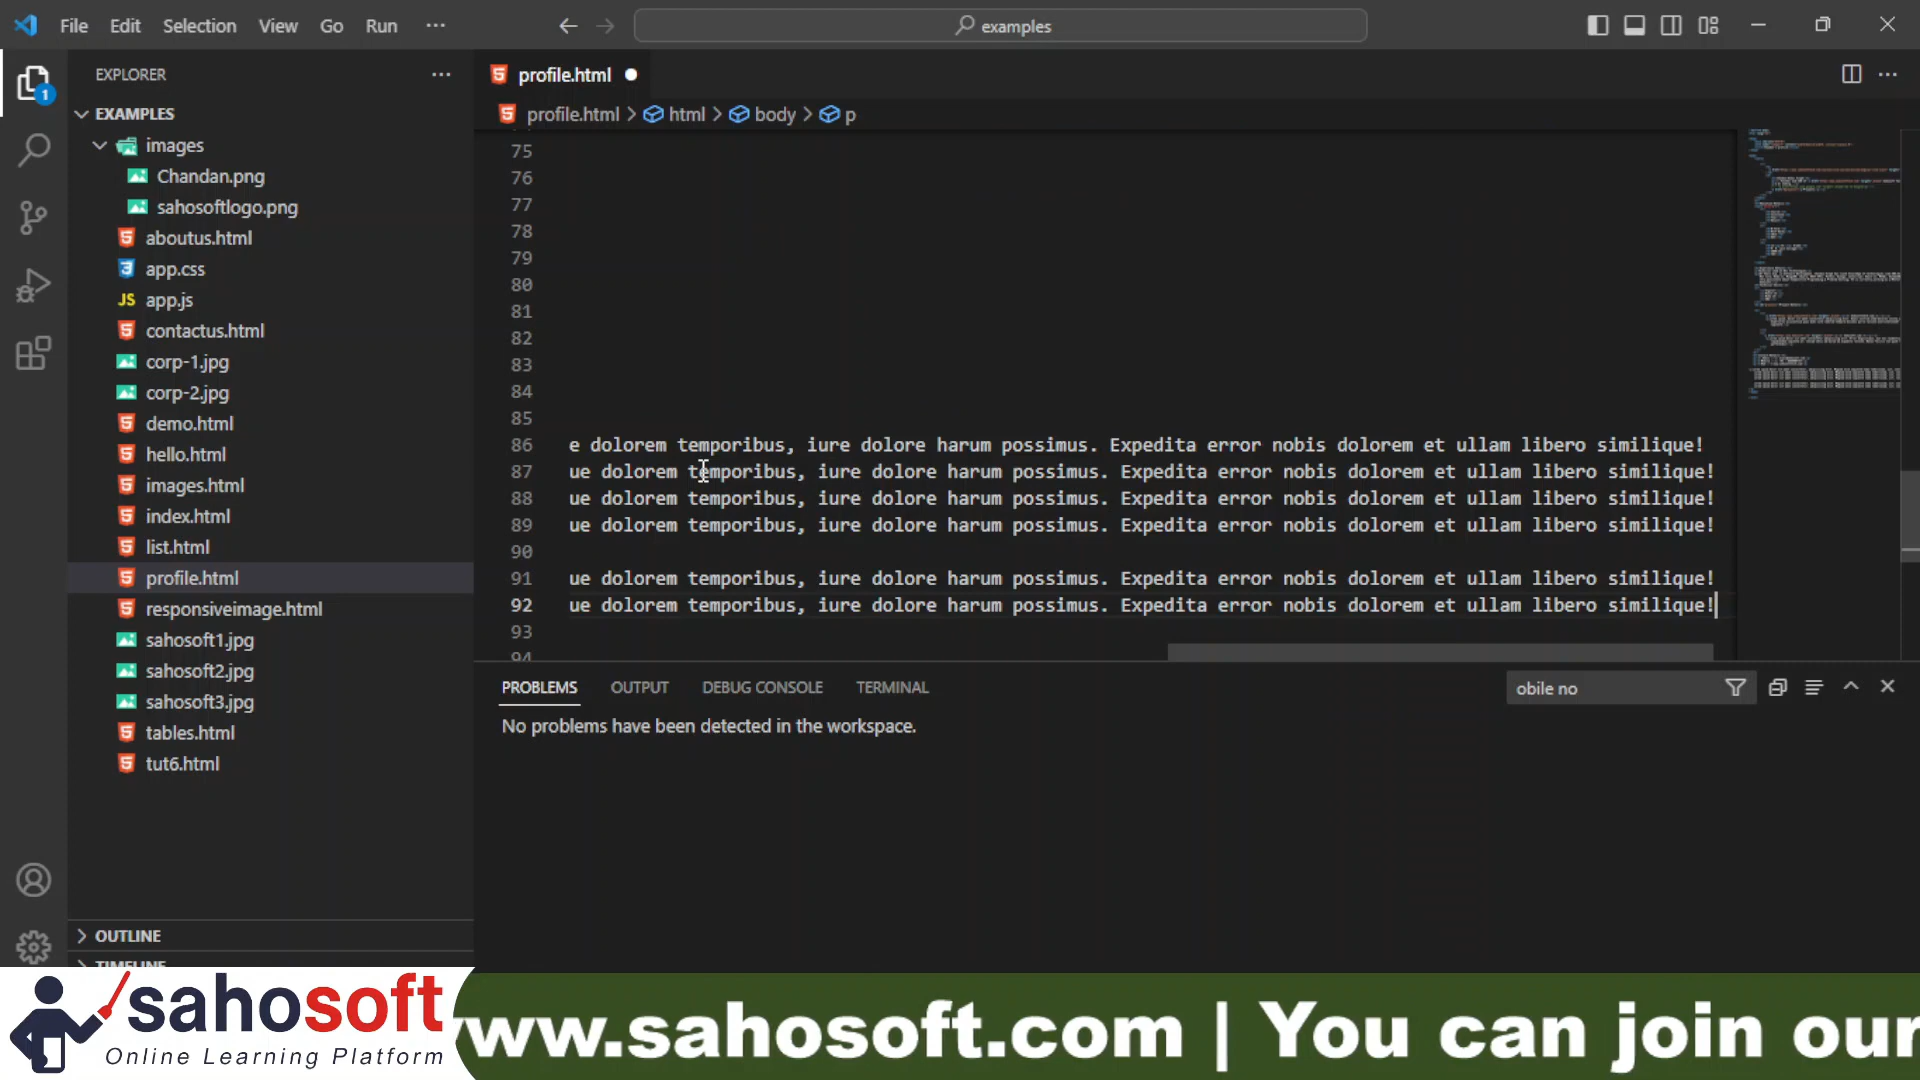 File Edit Selection View Go Run ··· examples
EXPLORER
EXAMPLES
images
Chandan.png
sahosoftlogo.png
aboutus.html
app.css
JS app.js
contactus.html
corp-1.jpg
corp-2.jpg
demo.html
hello.html
images.html
index.html
list.html
profile.html
responsiveimage.html
sahosoft1.jpg
sahosoft2.jpg
sahosoft3.jpg
tables.html
tut6.html
OUTLINE
TIMELINE
1
profile.html
profile.html > html > body > p
75
76
77
78
79
80
81
82
83
84
85
86 e dolorem temporibus, iure dolore harum possimus. Expedita error nobis dolorem et ullam libero similique!
87 ue dolorem temporibus, iure dolore harum possimus. Expedita error nobis dolorem et ullam libero similique!
88 ue dolorem temporibus, iure dolore harum possimus. Expedita error nobis dolorem et ullam libero similique!
89 ue dolorem temporibus, iure dolore harum possimus. Expedita error nobis dolorem et ullam libero similique!
90
91 ue dolorem temporibus, iure dolore harum possimus. Expedita error nobis dolorem et ullam libero similique!
92 ue dolorem temporibus, iure dolore harum possimus. Expedita error nobis dolorem et ullam libero similique!
93
94
PROBLEMS OUTPUT DEBUG CONSOLE TERMINAL obile no
No problems have been detected in the workspace.
sahosoft
Online Learning Platform
www.sahosoft.com | You can join our